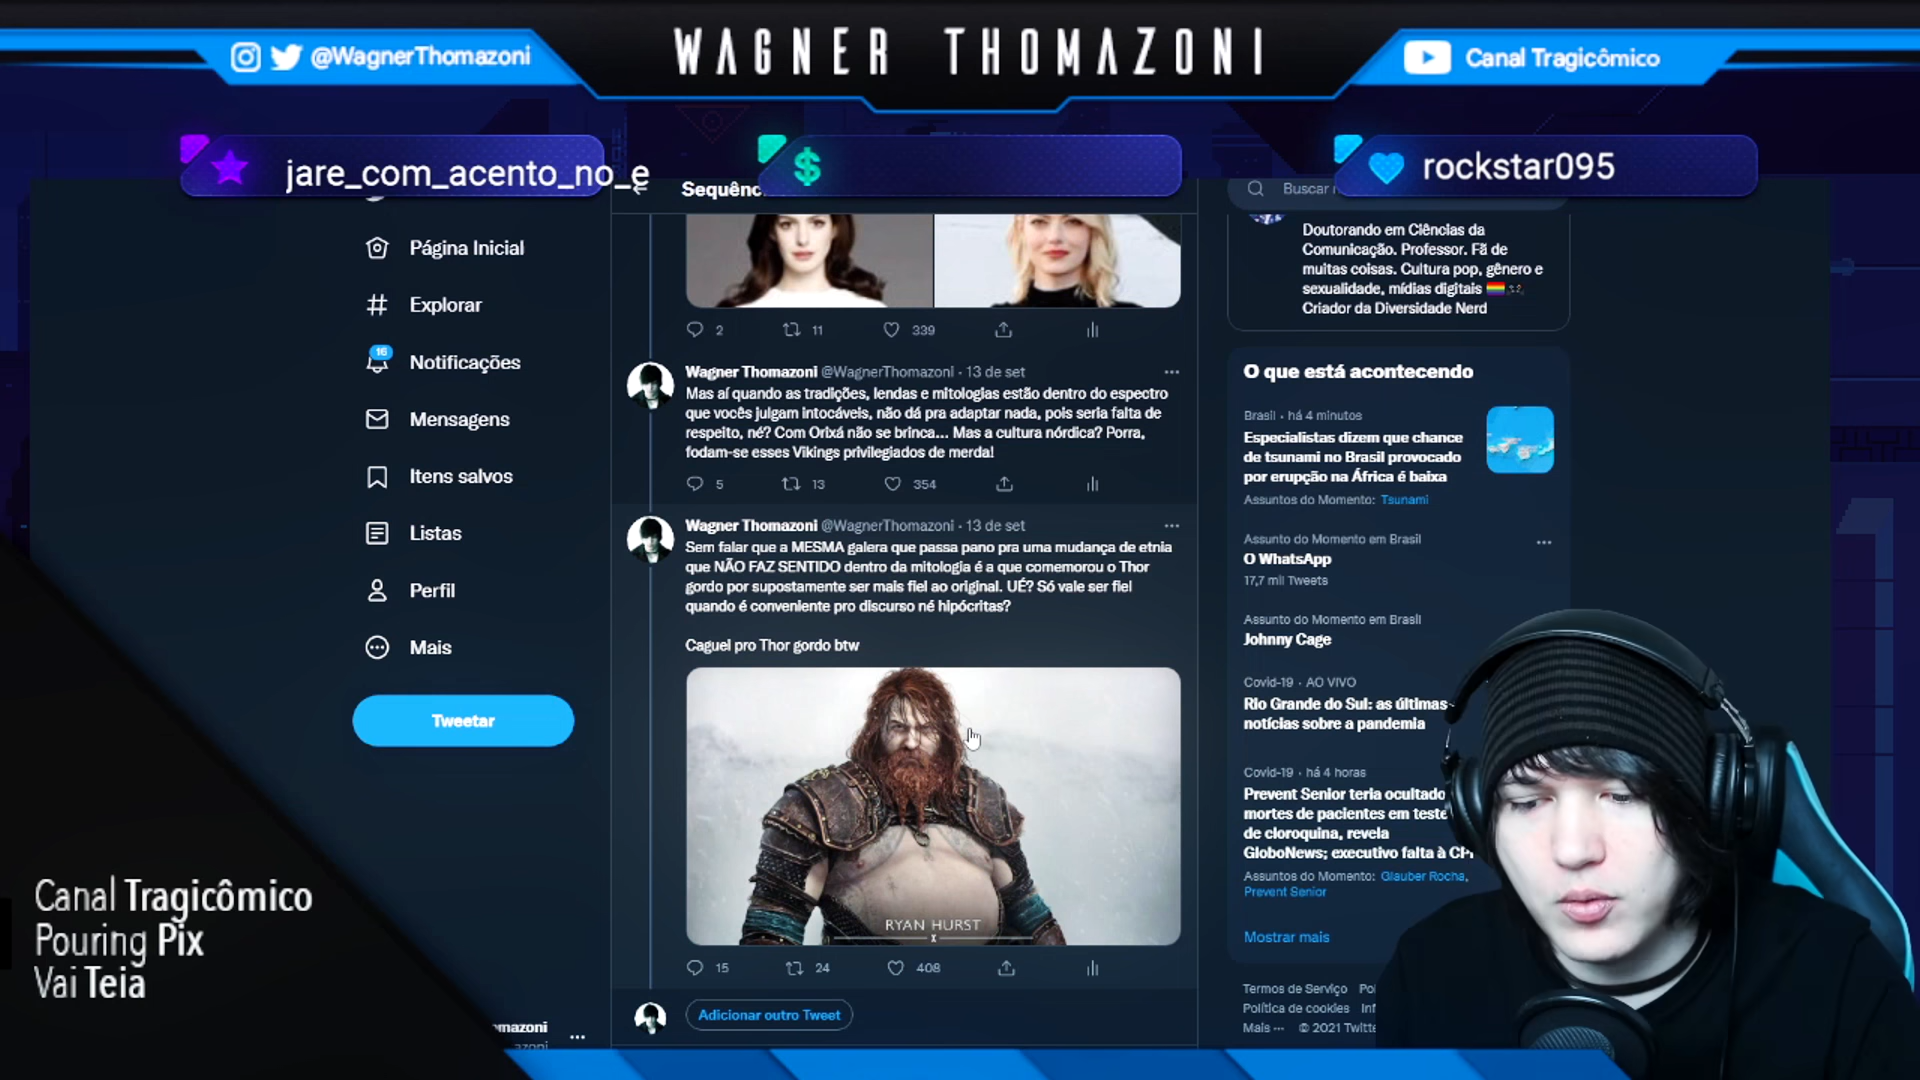 @WagnerThomazoni
WAGNER THOMAZONI
Canal Tragicômico
jare_com_acento_no_e
$
rockstar095
Sequênc
Buscar
Página Inicial
Explorar
16
Notificações
Mensagens
Itens salvos
Listas
Perfil
Mais
Tweetar
2 11 339
Wagner Thomazoni @WagnerThomazoni · 13 de set
Mas aí quando as tradições, lendas e mitologias estão dentro do espectro
que vocês julgam intocáveis, não dá pra adaptar nada, pois seria falta de
respeito, né? Com Orixá não se brinca... Mas a cultura nórdica? Porra,
fodam-se esses Vikings privilegiados de merda!
5 13 354
Wagner Thomazoni @WagnerThomazoni · 13 de set
Sem falar que a MESMA galera que passa pano pra uma mudança de etnia
que NÃO FAZ SENTIDO dentro da mitologia é a que comemorou o Thor
gordo por supostamente ser mais fiel ao original. UÉ? Só vale ser fiel
quando é conveniente pro discurso né hipócritas?
Caguei pro Thor gordo btw
RYAN HURST
15 24 408
Adicionar outro Tweet
Doutorando em Ciências da
Comunicação. Professor. Fã de
muitas coisas. Cultura pop, gênero e
sexualidade, mídias digitais
Criador da Diversidade Nerd
O que está acontecendo
Brasil · há 4 minutos
Especialistas dizem que chance
de tsunami no Brasil provocado
por erupção na África é baixa
Assuntos do Momento: Tsunami
Assunto do Momento em Brasil
O WhatsApp
17,7 mil Tweets
Assunto do Momento em Brasil
Johnny Cage
Covid-19 · AO VIVO
Rio Grande do Sul: as últimas
notícias sobre a pandemia
Covid-19 · há 4 horas
Prevent Senior teria ocultado
mortes de pacientes em teste
de cloroquina, revela
GloboNews; executivo falta à CPI
Assuntos do Momento: Glauber Rocha,
Prevent Senior
Mostrar mais
Termos de Serviço
Política de cookies
Mais ··· © 2021
Canal Tragicômico
Pouring Pix
Vai Teia
omazoni
azoni